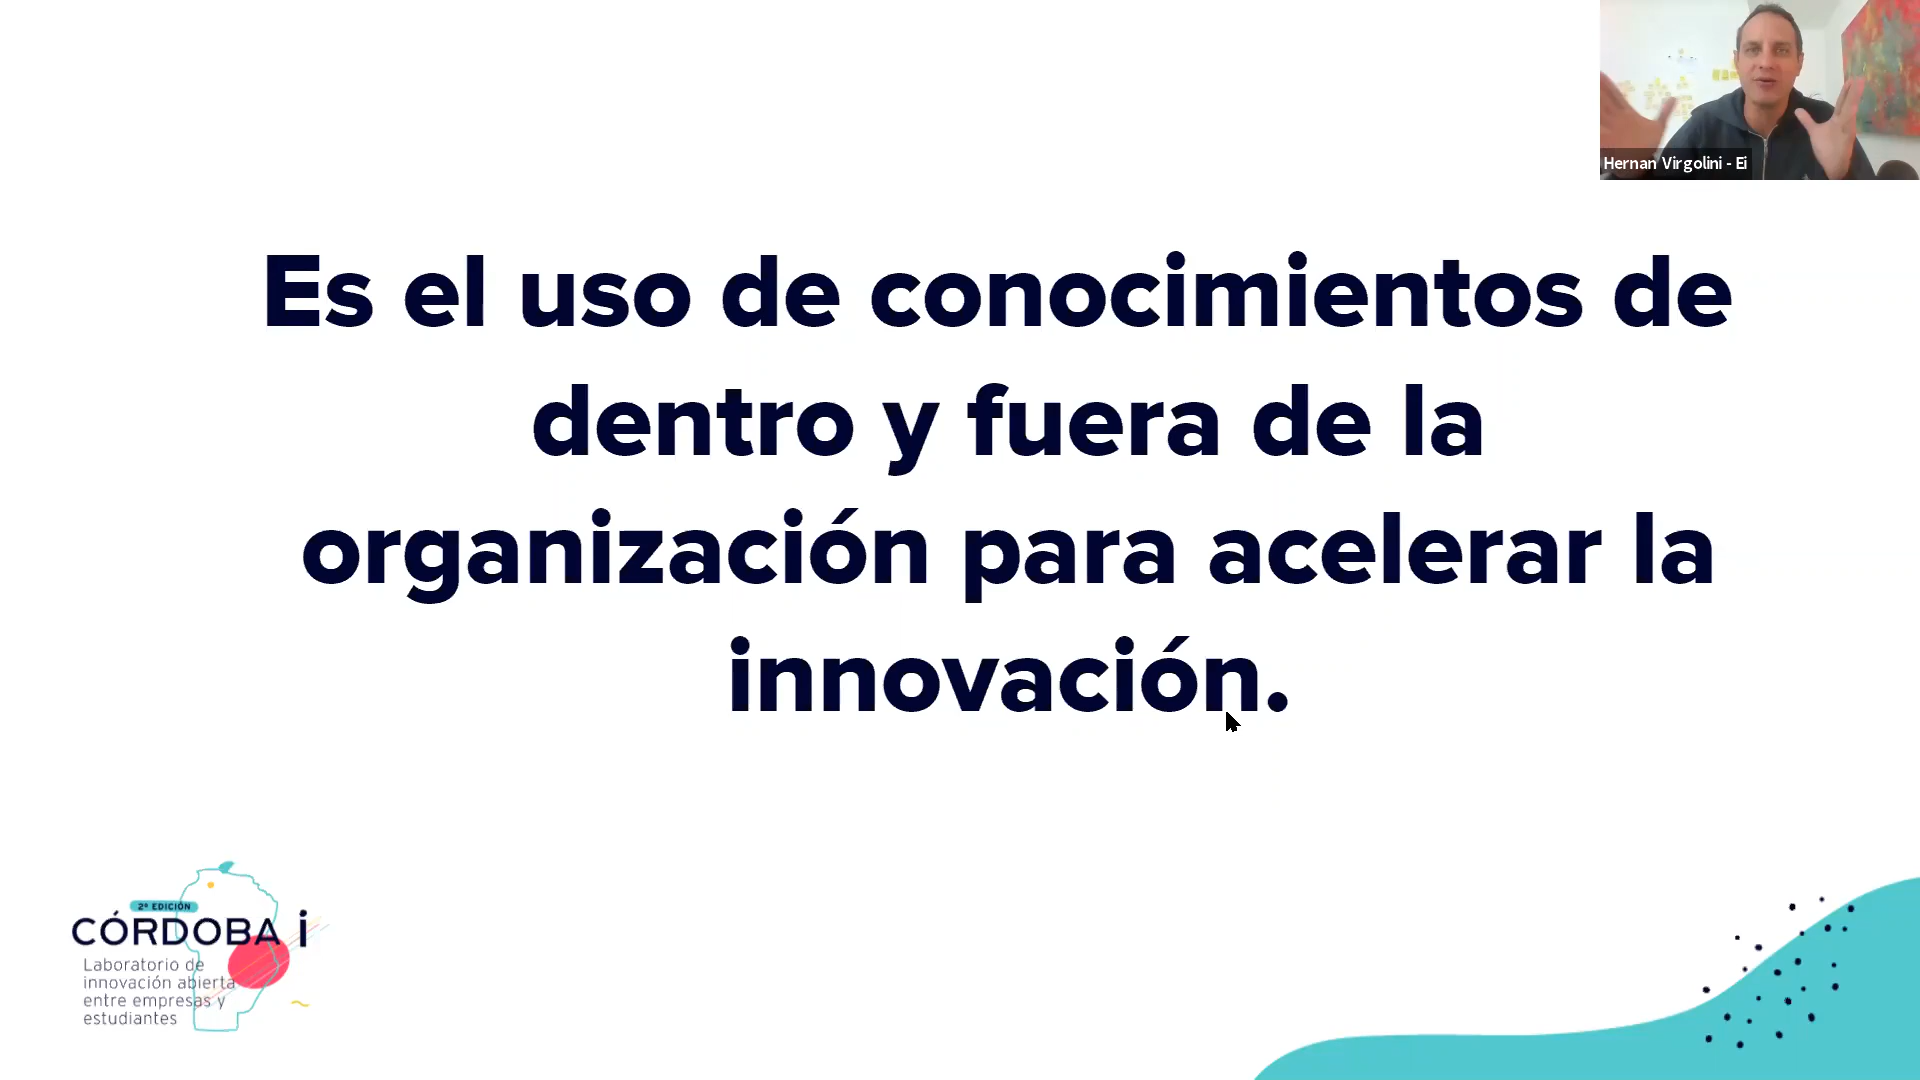 Hernan Virgolini - Ei
Es el uso de conocimientos de
dentro y fuera de la
organización para acelerar la
innovación.
2ª EDICIÓN
CÓRDOBA i
Laboratorio de
innovación abierta
entre empresas y
estudiantes